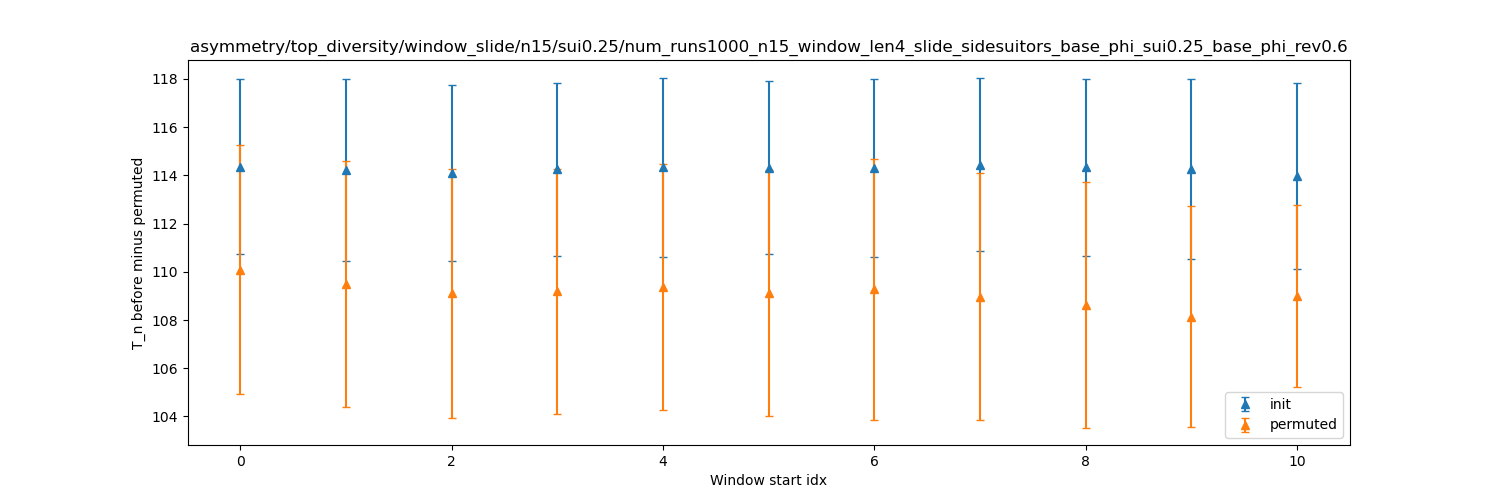 asymmetry/top_diversity/window_slide/n15/sui0.25/num_runs1000_n15_window_len4_slide_sidesuitors_base_phi_sui0.25_base_phi_rev0.6
T_n before minus permuted
118
116
114
112
110
108
106
104
0
2
4
6
8
10
Window start idx
init
permuted